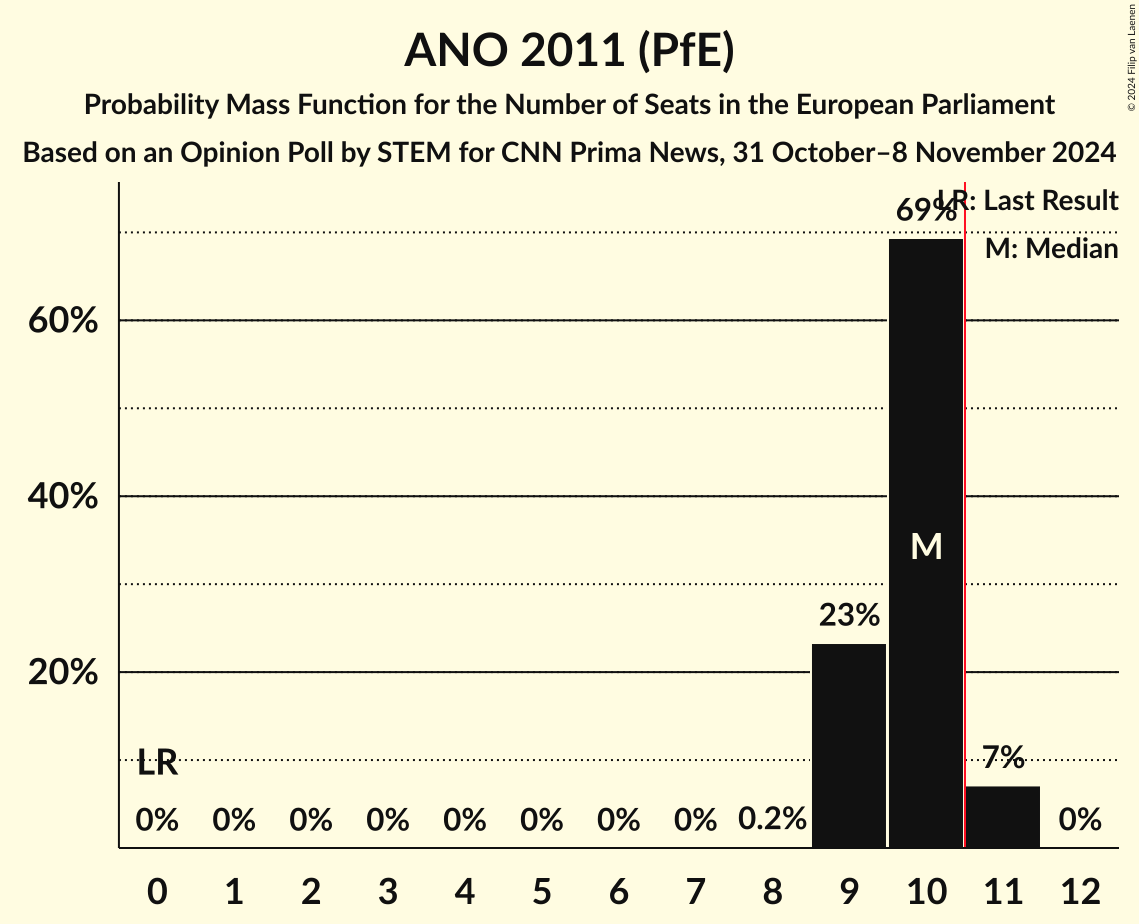 ANO 2011 (PfE)
Probability Mass Function for the Number of Seats in the European Parliament
Based on an Opinion Poll by STEM for CNN Prima News, 31 October–8 November 2024
© 2024 Filip van Laenen
LR: Last Result
M: Median
69%
60%
40%
M
23%
20%
LR
7%
0% 0% 0% 0% 0% 0% 0% 0% 0.2% 0%
0 1 2 3 4 5 6 7 8 9 10 11 12